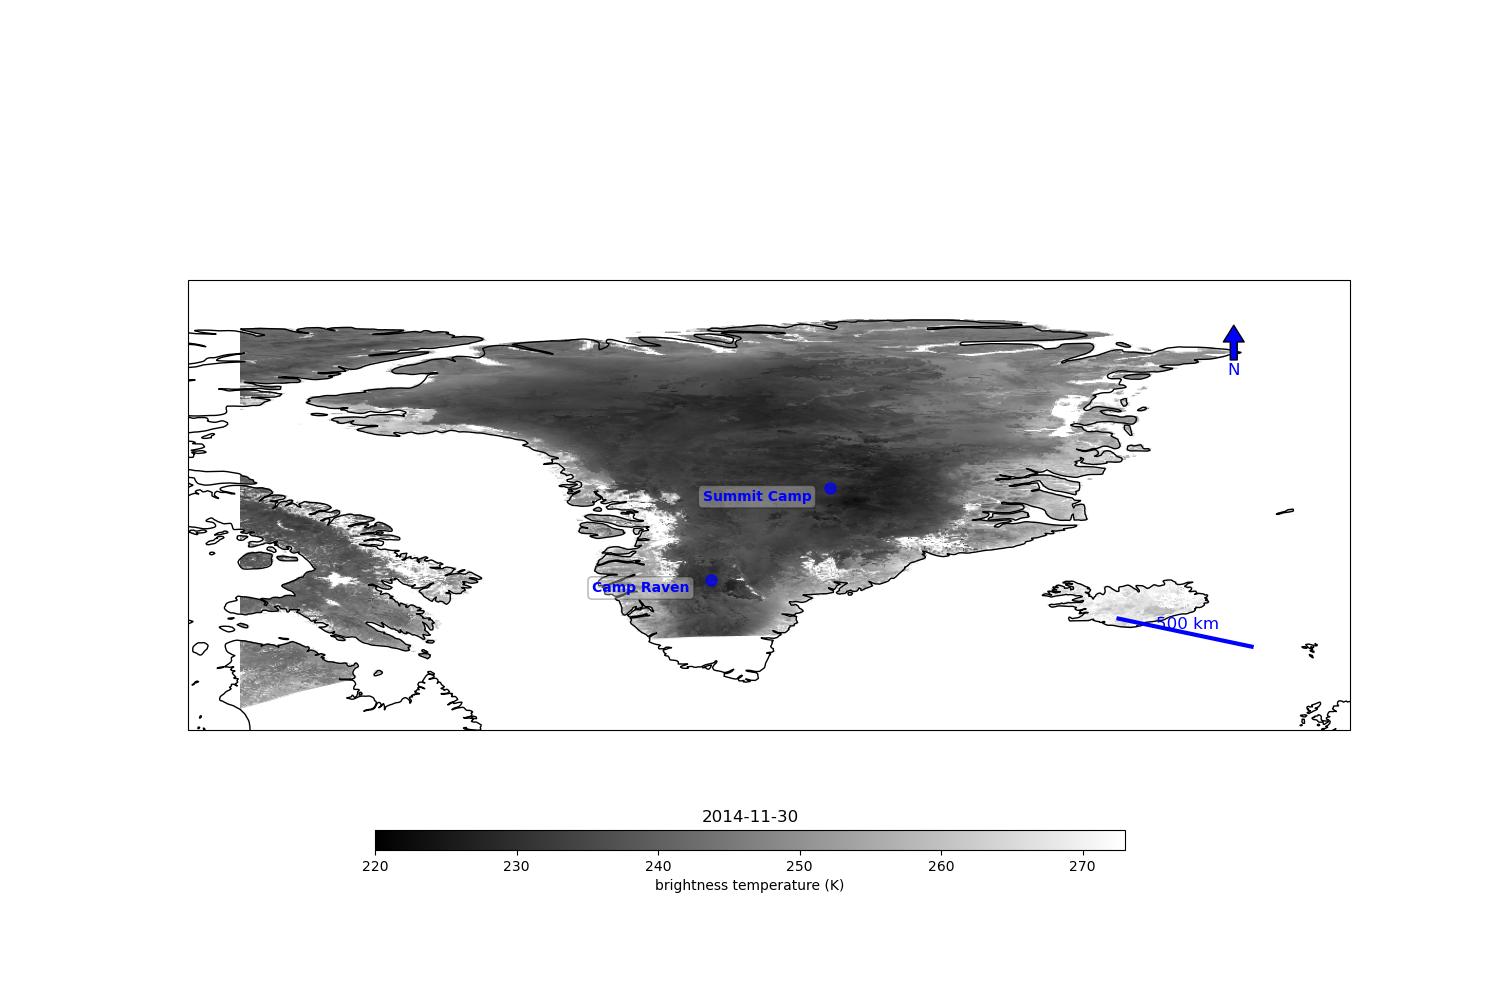 N
Summit Camp
Camp Raven
500 km
2014-11-30
220 230 240 250 260 270
brightness temperature (K)